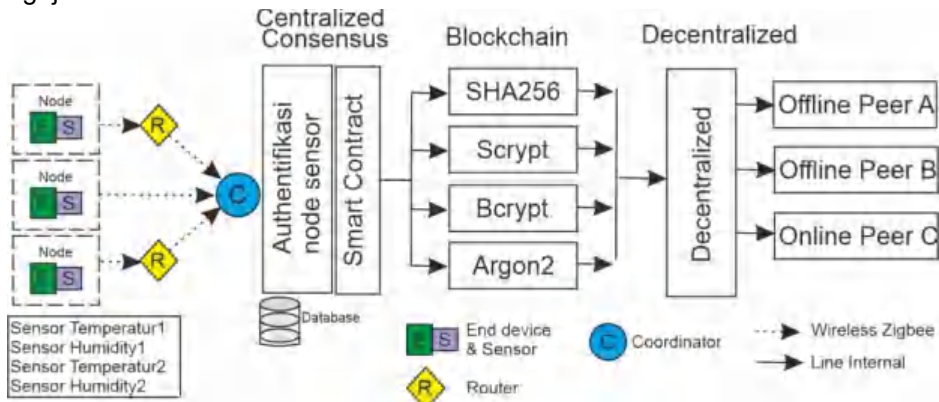 Centralized
Consensus
Blockchain
Decentralized
Node
E S
R
Node
E S
C
Node
E S
R
Authentifikasi
node sensor
Smart Contract
SHA256
Scrypt
Bcrypt
Argon2
Decentralized
Offline Peer A
Offline Peer B
Online Peer C
Database
Sensor Temperatur1
Sensor Humidity1
Sensor Temperatur2
Sensor Humidity2
E S
End device
& Sensor
R
Router
C
Coordinator
Wireless Zigbee
Line Internal